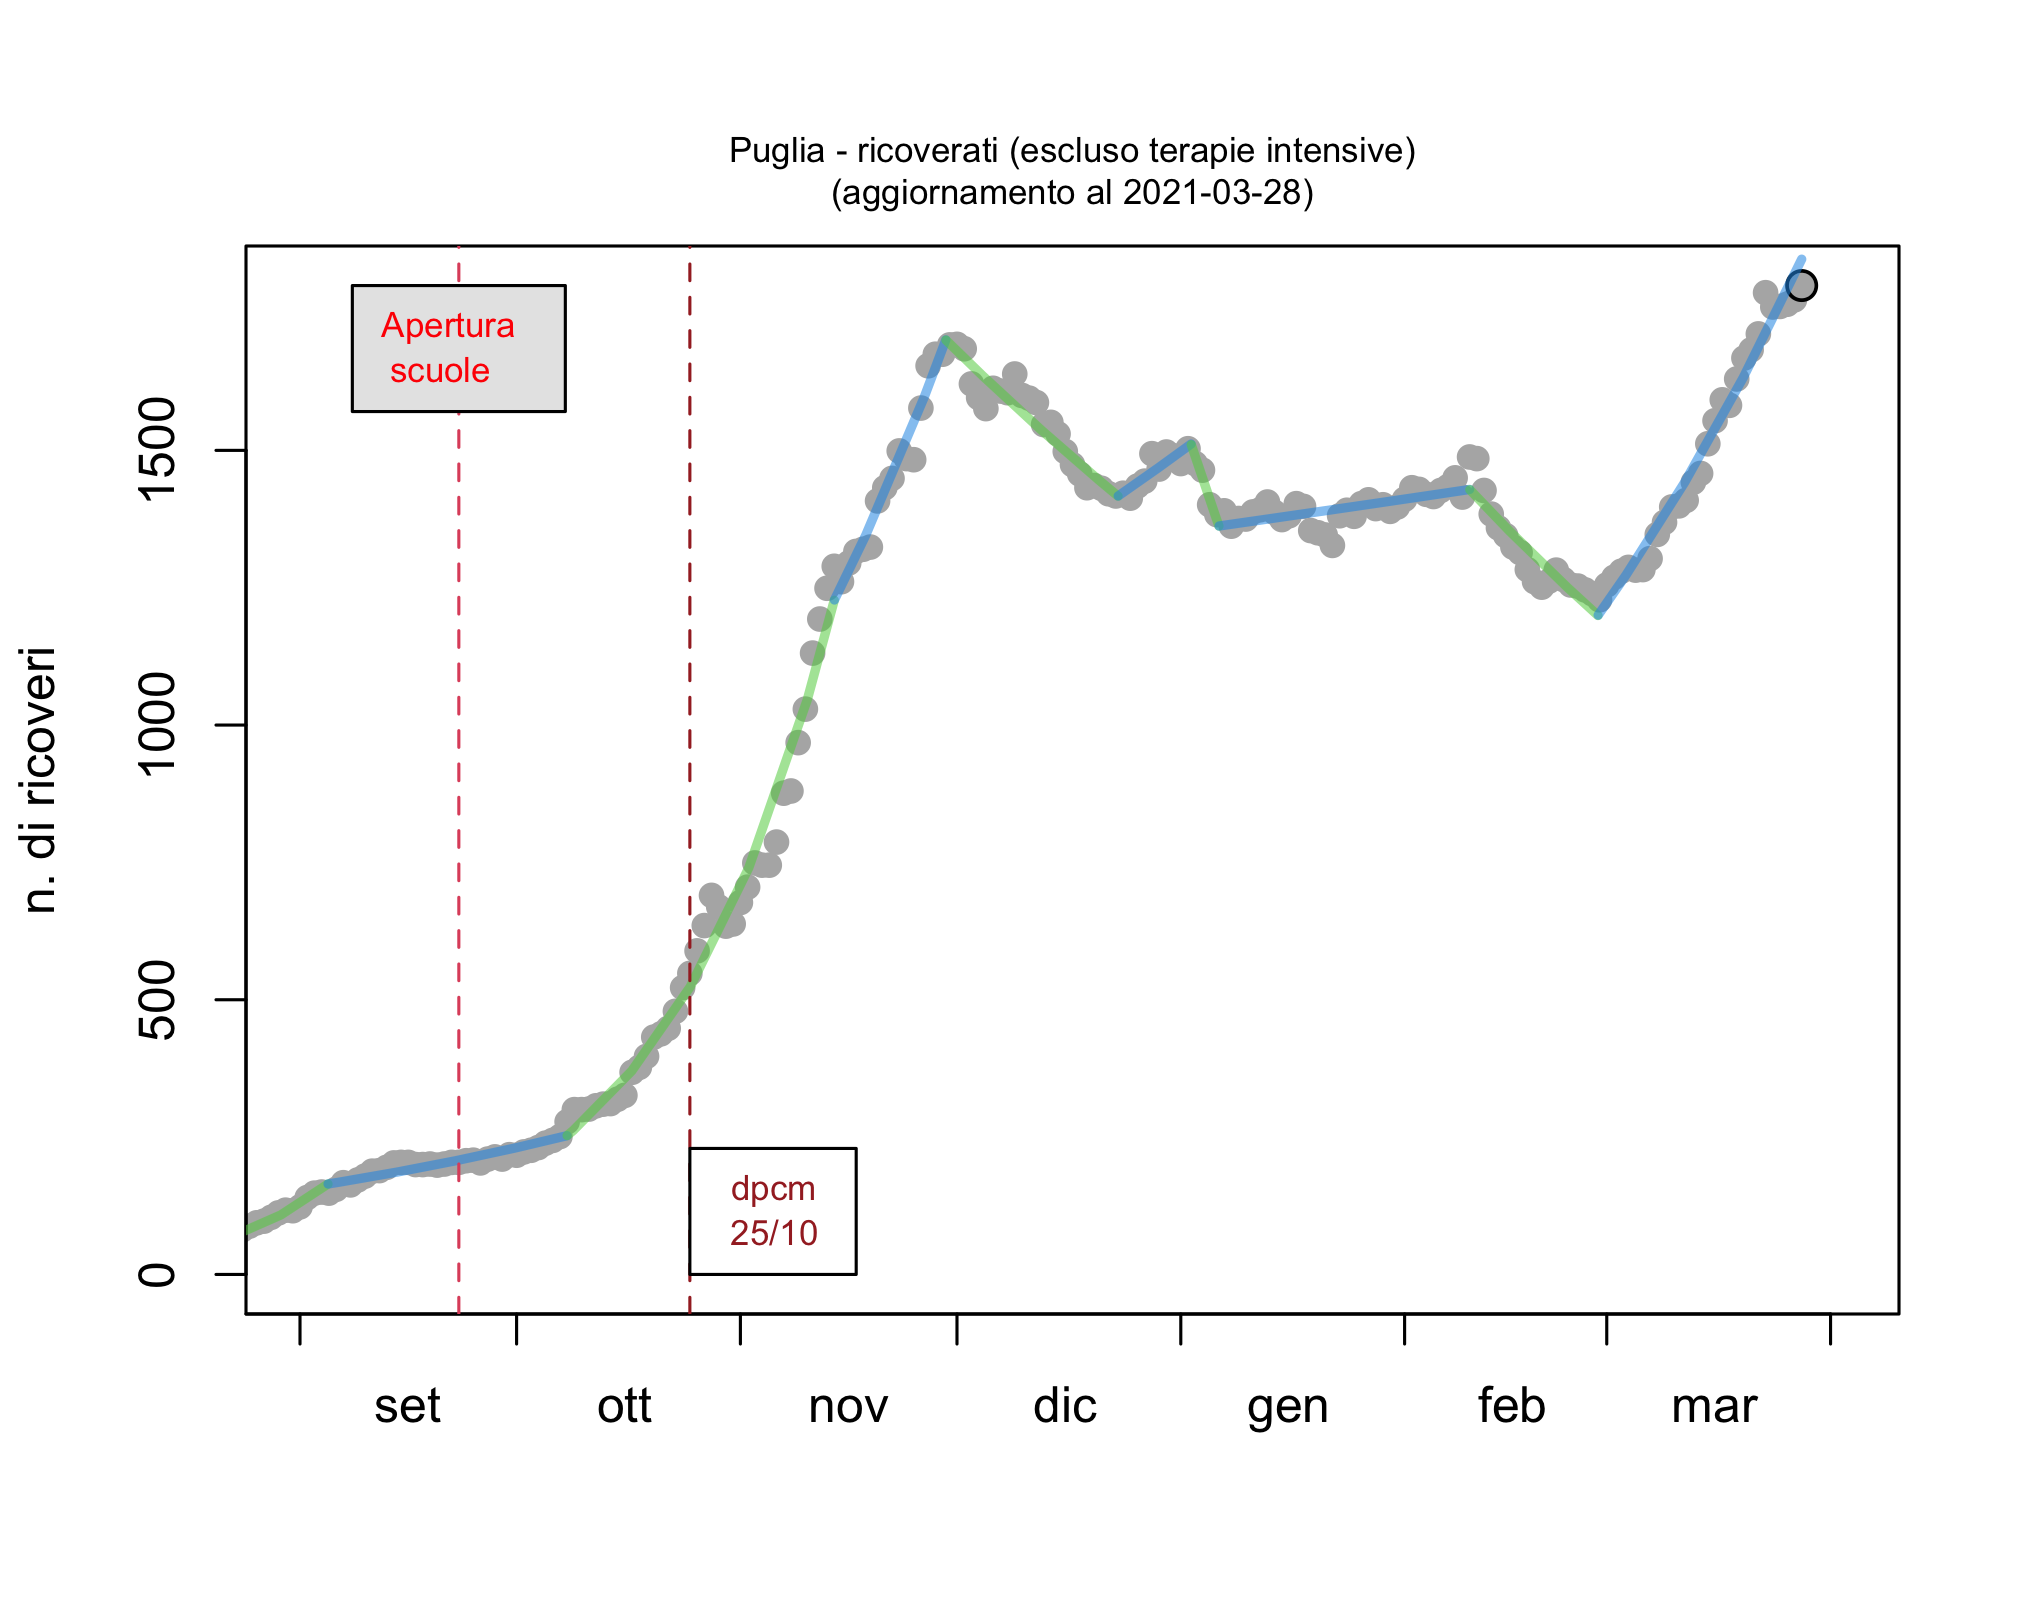 Puglia - ricoverati (escluso terapie intensive)
(aggiornamento al 2021-03-28)
Apertura
scuole
n. di ricoveri
1500
1000
500
0
dpcm
25/10
set ott nov dic gen feb mar